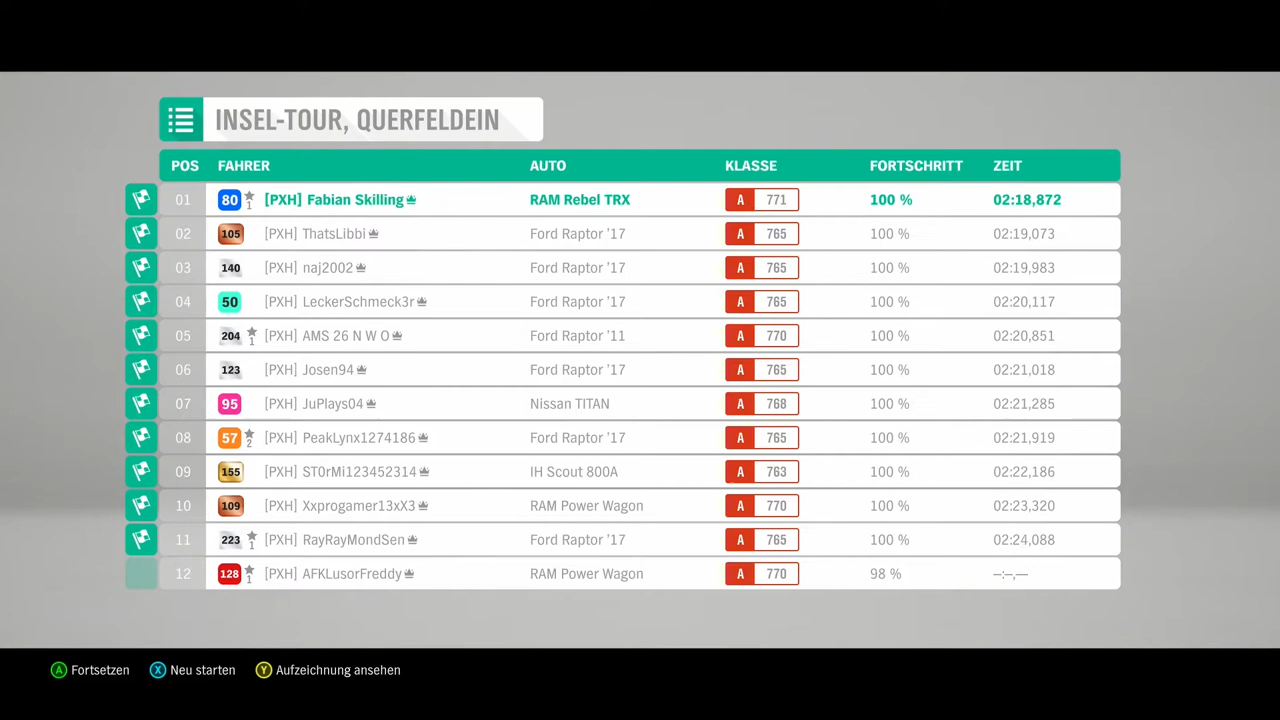 INSEL-TOUR, QUERFELDEIN
POS FAHRER AUTO KLASSE FORTSCHRITT ZEIT
01 80 1 [PXH] Fabian Skilling RAM Rebel TRX A 771 100 % 02:18,872
02 105 [PXH] ThatsLibbi Ford Raptor '17 A 765 100 % 02:19,073
03 140 [PXH] naj2002 Ford Raptor '17 A 765 100 % 02:19,983
04 50 [PXH] LeckerSchmeck3r Ford Raptor '17 A 765 100 % 02:20,117
05 204 1 [PXH] AMS 26 N W O Ford Raptor '11 A 770 100 % 02:20,851
06 123 [PXH] Josen94 Ford Raptor '17 A 765 100 % 02:21,018
07 95 [PXH] JuPlays04 Nissan TITAN A 768 100 % 02:21,285
08 57 2 [PXH] PeakLynx1274186 Ford Raptor '17 A 765 100 % 02:21,919
09 155 [PXH] ST0rMi123452314 IH Scout 800A A 763 100 % 02:22,186
10 109 [PXH] Xxprogamer13xX3 RAM Power Wagon A 770 100 % 02:23,320
11 223 1 [PXH] RayRayMondSen Ford Raptor '17 A 765 100 % 02:24,088
12 128 1 [PXH] AFKLusorFreddy RAM Power Wagon A 770 98 % –:–,–
A Fortsetzen X Neu starten Y Aufzeichnung ansehen